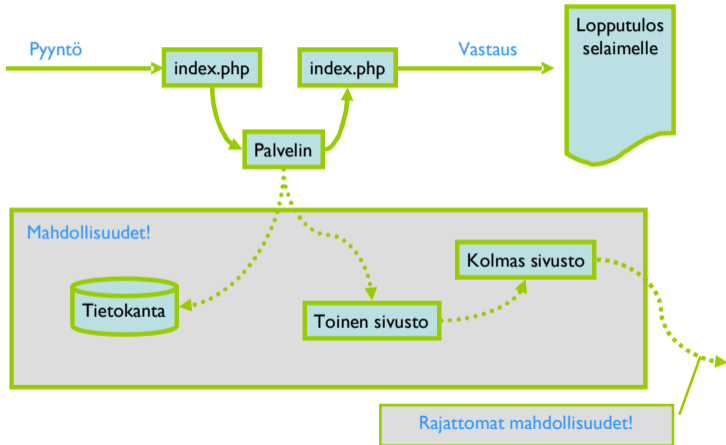 Pyyntö
index.php
index.php
Vastaus
Lopputulos
selaimelle
Palvelin
Mahdollisuudet!
Tietokanta
Toinen sivusto
Kolmas sivusto
Rajattomat mahdollisuudet!